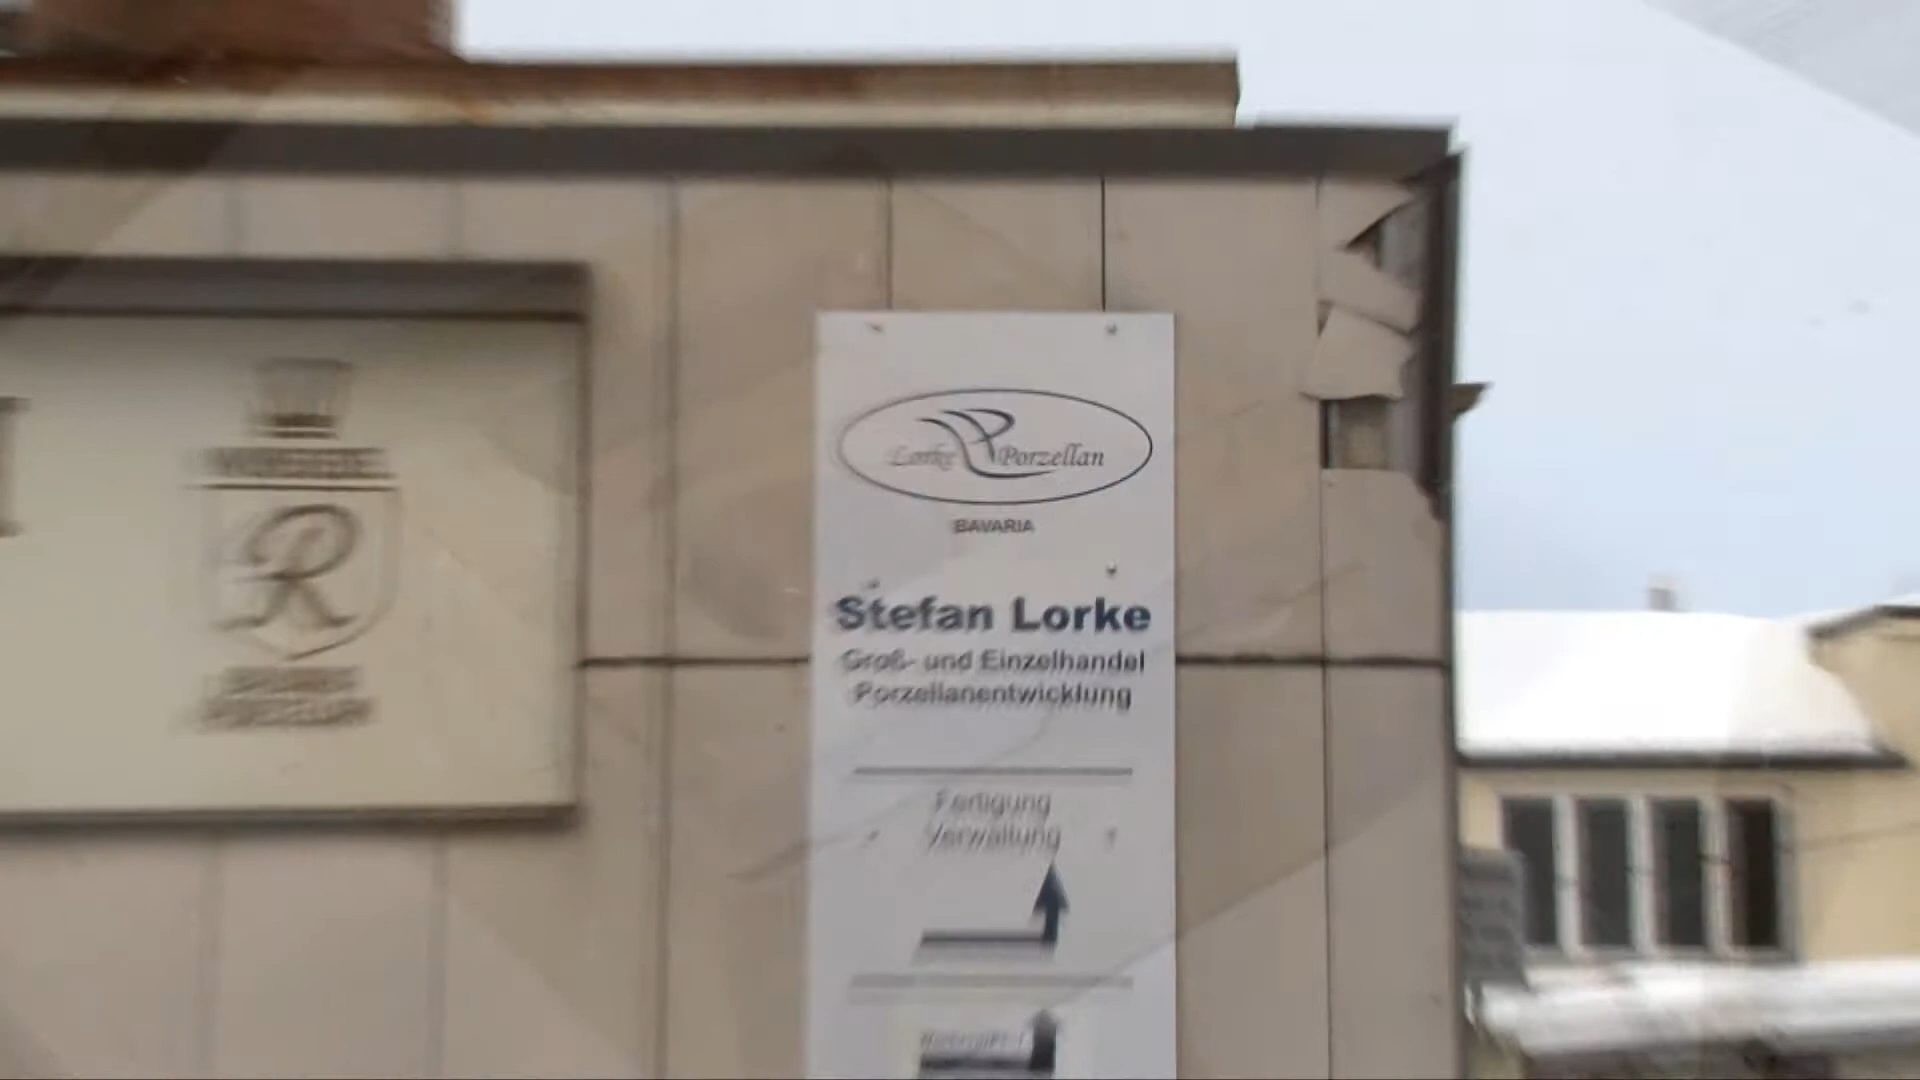 R
Lorke Porzellan
BAVARIA
Stefan Lorke
Groß- und Einzelhandel
Porzellanentwicklung
Fertigung
Verwaltung